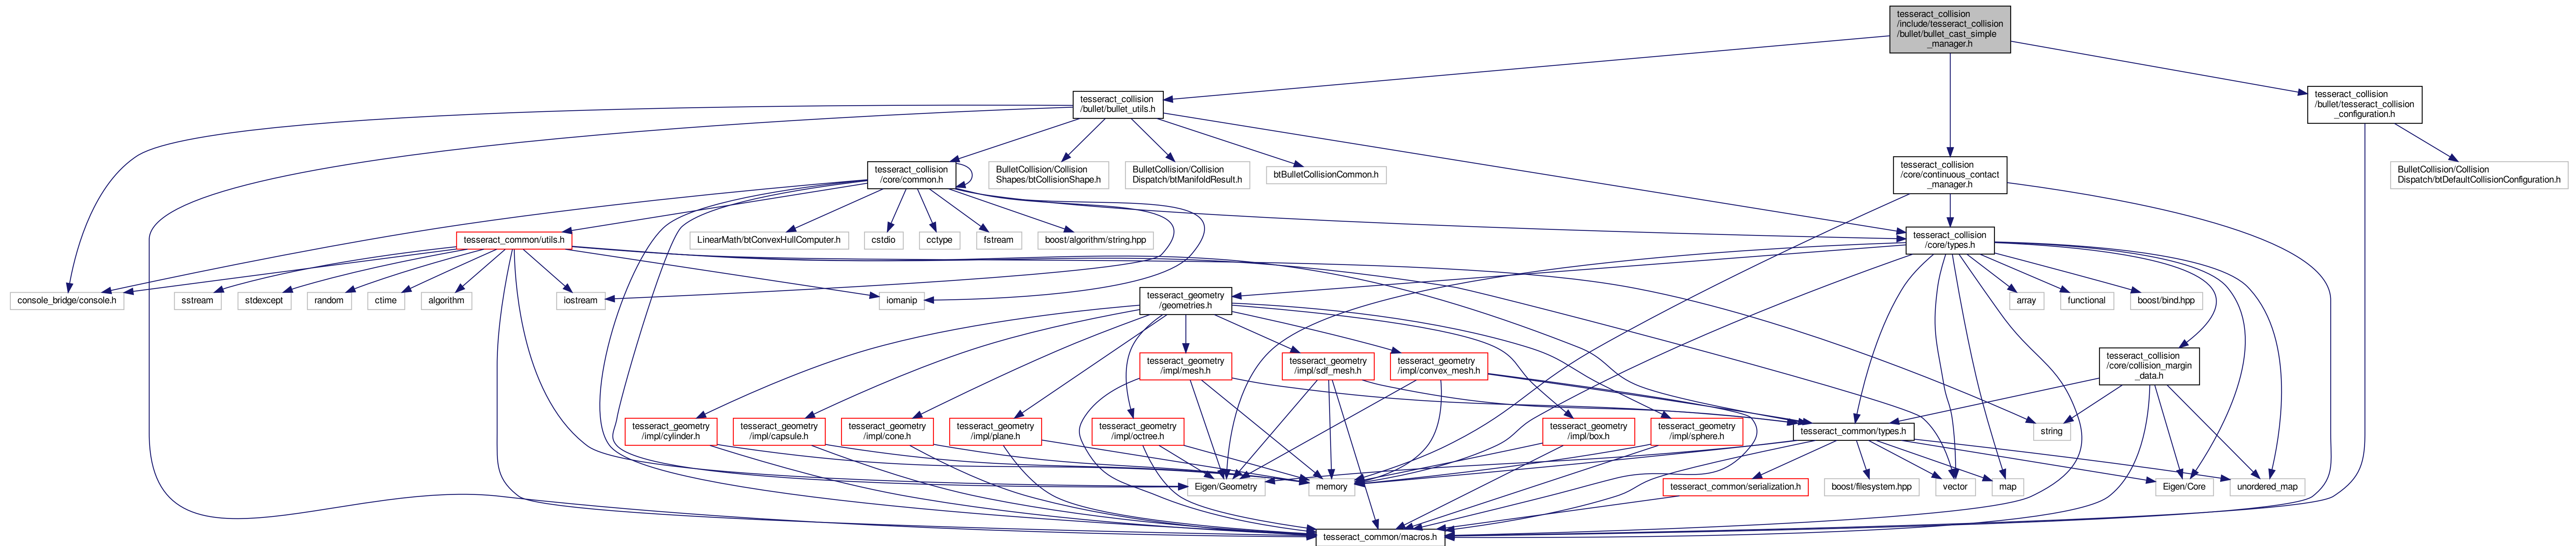 tesseract_collision
/include/tesseract_collision
/bullet/bullet_cast_simple
_manager.h
tesseract_collision
/bullet/bullet_utils.h
tesseract_collision
/bullet/tesseract_collision
_configuration.h
tesseract_collision
/core/common.h
BulletCollision/Collision
Shapes/btCollisionShape.h
BulletCollision/Collision
Dispatch/btManifoldResult.h
btBulletCollisionCommon.h
tesseract_collision
/core/continuous_contact
_manager.h
BulletCollision/Collision
Dispatch/btDefaultCollisionConfiguration.h
tesseract_common/utils.h
LinearMath/btConvexHullComputer.h
cstdio
cctype
fstream
boost/algorithm/string.hpp
tesseract_collision
/core/types.h
console_bridge/console.h
sstream
stdexcept
random
ctime
algorithm
iostream
iomanip
tesseract_geometry
/geometries.h
array
functional
boost/bind.hpp
tesseract_geometry
/impl/mesh.h
tesseract_geometry
/impl/sdf_mesh.h
tesseract_geometry
/impl/convex_mesh.h
tesseract_collision
/core/collision_margin
_data.h
tesseract_geometry
/impl/cylinder.h
tesseract_geometry
/impl/capsule.h
tesseract_geometry
/impl/cone.h
tesseract_geometry
/impl/plane.h
tesseract_geometry
/impl/octree.h
tesseract_geometry
/impl/box.h
tesseract_geometry
/impl/sphere.h
tesseract_common/types.h
string
Eigen/Geometry
memory
tesseract_common/serialization.h
boost/filesystem.hpp
vector
map
Eigen/Core
unordered_map
tesseract_common/macros.h